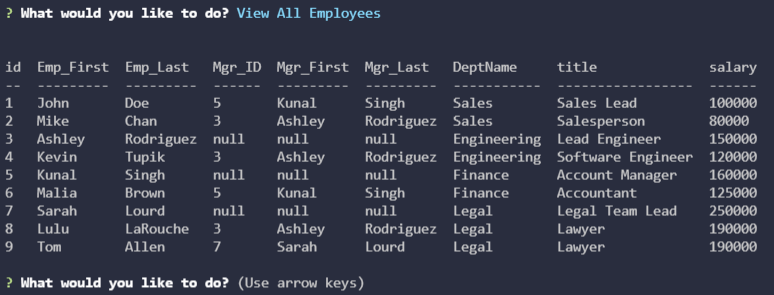 ? What would you like to do? View All Employees
id  Emp_First  Emp_Last   Mgr_ID  Mgr_First  Mgr_Last   DeptName     title              salary
--  ---------  ---------  ------  ---------  ---------  -----------  -----------------  ------
1   John       Doe        5       Kunal      Singh      Sales        Sales Lead         100000
2   Mike       Chan       3       Ashley     Rodriguez  Sales        Salesperson        80000
3   Ashley     Rodriguez  null    null       null       Engineering  Lead Engineer      150000
4   Kevin      Tupik      3       Ashley     Rodriguez  Engineering  Software Engineer  120000
5   Kunal      Singh      null    null       null       Finance      Account Manager    160000
6   Malia      Brown      5       Kunal      Singh      Finance      Accountant         125000
7   Sarah      Lourd      null    null       null       Legal        Legal Team Lead    250000
8   Lulu       LaRouche   3       Ashley     Rodriguez  Legal        Lawyer             190000
9   Tom        Allen      7       Sarah      Lourd      Legal        Lawyer             190000
? What would you like to do? (Use arrow keys)